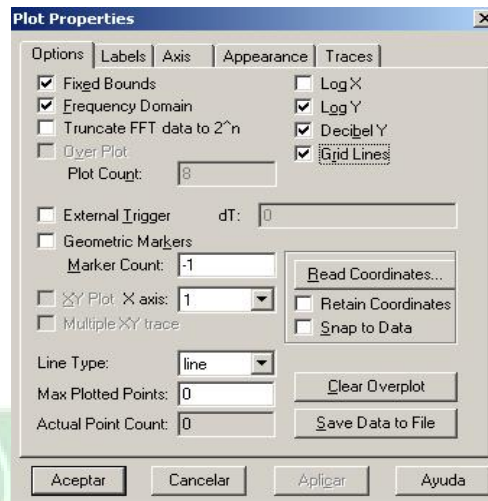 Plot Properties
Options Labels Axis Appearance Traces
Fixed Bounds
Frequency Domain
Truncate FFT data to 2^n
Over Plot
Plot Count: 8
Log X
Log Y
Decibel Y
Grid Lines
External Trigger dT: 0
Geometric Markers
Marker Count: -1
XY Plot X axis: 1
Multiple XY trace
Read Coordinates...
Retain Coordinates
Snap to Data
Line Type: line
Max Plotted Points: 0
Actual Point Count: 0
Clear Overplot
Save Data to File
Aceptar Cancelar Aplicar Ayuda